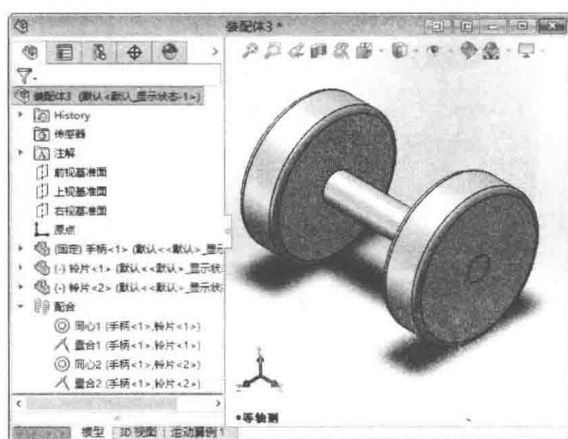 装配体3 *
装配体3 (默认<默认_显示状态-1>)
History
传感器
注解
前视基准面
上视基准面
右视基准面
原点
(固定) 手柄<1> (默认<<默认>_显示
(-) 铃片<1> (默认<<默认>_显示状
(-) 铃片<2> (默认<<默认>_显示状
配合
同心1 (手柄<1>,铃片<1>)
重合1 (手柄<1>,铃片<1>)
同心2 (手柄<1>,铃片<2>)
重合2 (手柄<1>,铃片<2>)
*等轴测
模型 3D 视图 运动算例 1